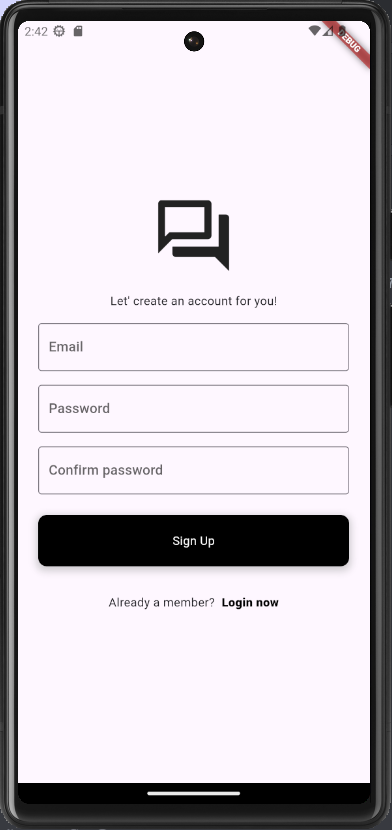 2:42
DEBUG
Let' create an account for you!
Email
Password
Confirm password
Sign Up
Already a member? Login now